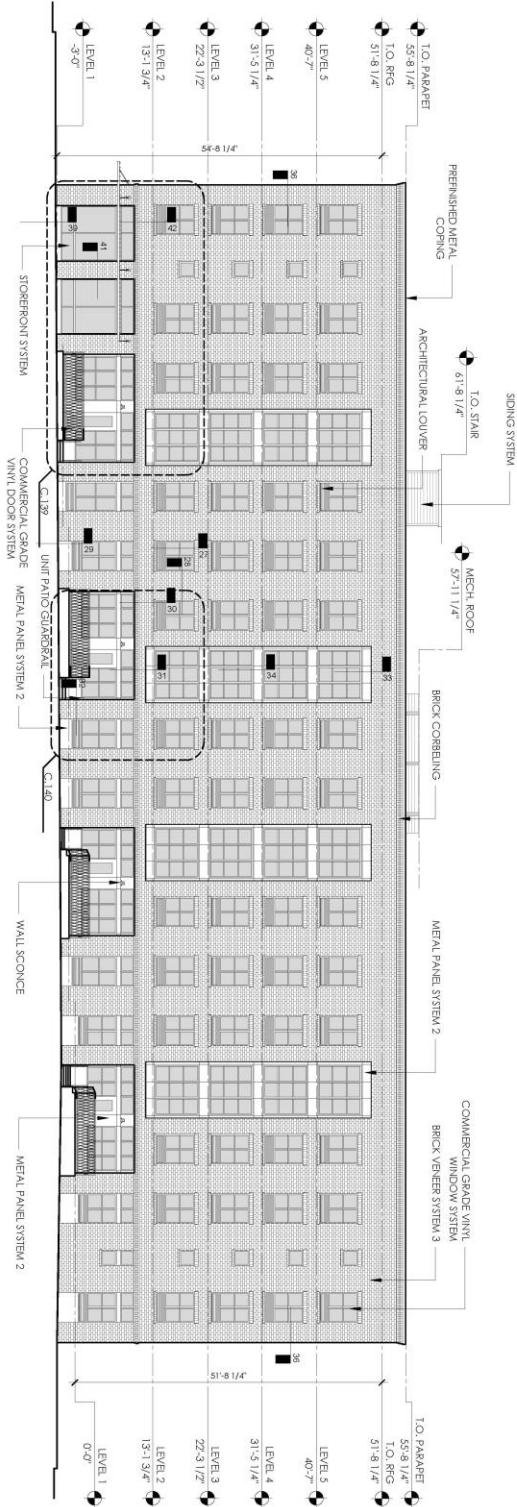 SIDING SYSTEM
T.O. STAIR
61'-8 1/4"
MECH. ROOF
57'-11 1/4"
PREFINISHED METAL
COPING
ARCHITECTURAL LOUVER
BRICK CORBELING
METAL PANEL SYSTEM 2
COMMERCIAL GRADE VINYL
WINDOW SYSTEM
BRICK VENEER SYSTEM 3
T.O. PARAPET
55'-8 1/4"
T.O. RFG
51'-8 1/4"
LEVEL 5
40'-7"
LEVEL 4
31'-5 1/4"
LEVEL 3
22'-3 1/2"
LEVEL 2
13'-1 3/4"
LEVEL 1
-3'-0"
54'-8 1/4"
36
42
39
41
27
28
29
30
31
34
33
36
51'-8 1/4"
T.O. PARAPET
55'-8 1/4"
T.O. RFG
51'-8 1/4"
LEVEL 5
40'-7"
LEVEL 4
31'-5 1/4"
LEVEL 3
22'-3 1/2"
LEVEL 2
13'-1 3/4"
LEVEL 1
0'-0"
C.139
C.140
STOREFRONT SYSTEM
COMMERCIAL GRADE
VINYL DOOR SYSTEM
UNIT PATIO GUARDRAIL
METAL PANEL SYSTEM 2
WALL SCONCE
METAL PANEL SYSTEM 2